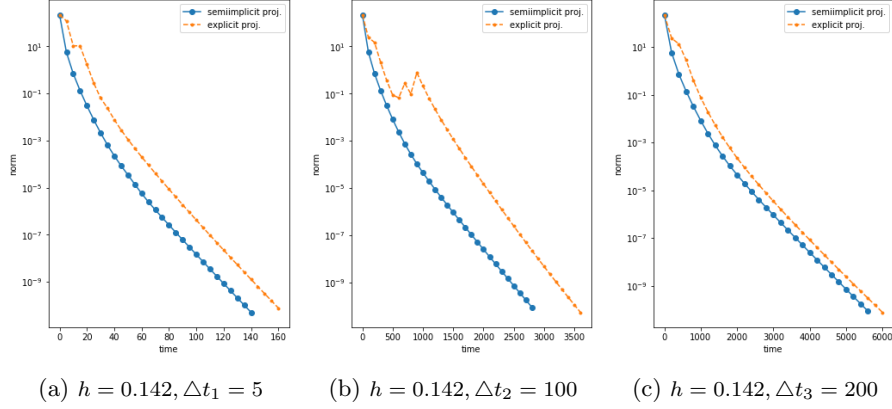 semiimplicit proj.
explicit proj.
10^1
10^-1
10^-3
10^-5
10^-7
10^-9
norm
0 20 40 60 80 100 120 140 160
time
(a) h = 0.142, △t_1 = 5
semiimplicit proj.
explicit proj.
10^1
10^-1
10^-3
10^-5
10^-7
10^-9
norm
0 500 1000 1500 2000 2500 3000 3500
time
(b) h = 0.142, △t_2 = 100
semiimplicit proj.
explicit proj.
10^1
10^-1
10^-3
10^-5
10^-7
10^-9
norm
0 1000 2000 3000 4000 5000 6000
time
(c) h = 0.142, △t_3 = 200